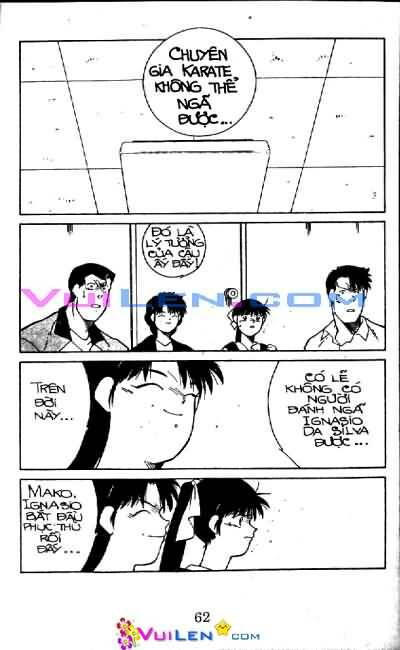 CHUYÊN
GIA KARATE
KHÔNG THỂ
NGÃ
ĐƯỢC...
ĐÓ LÀ
LÝ TƯỞNG
CỦA CẬU
ẤY ĐẤY!
VUILEN.COM
TRÊN
ĐỜI
NÀY...
CÓ LẼ
KHÔNG CÓ
NGƯỜI
ĐÁNH NGÃ
IGNASIO
DA SILVA
ĐƯỢC...
MAKO,
IGNASIO
BẮT ĐẦU
PHỤC THÙ
RỒI
ĐẤY...
62
VUILEN.COM